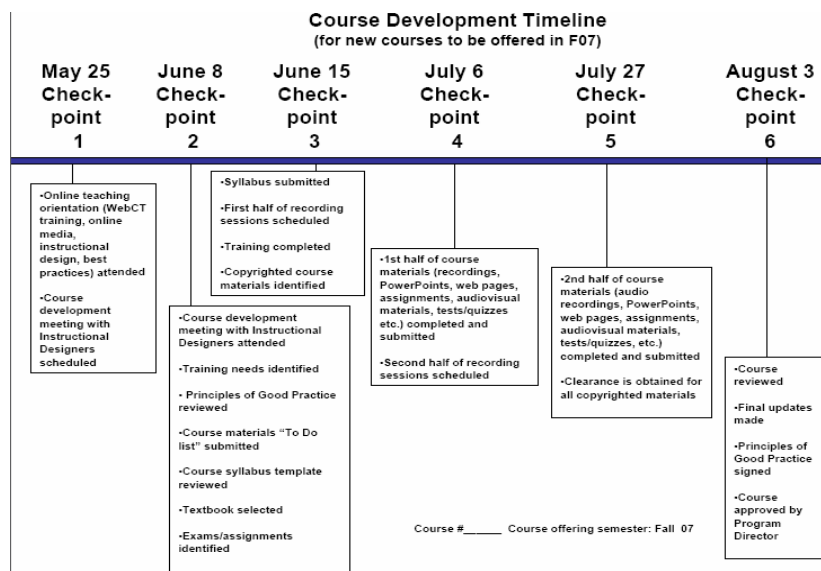 Course Development Timeline
(for new courses to be offered in F07)
May 25
Check-
point
1
June 8
Check-
point
2
June 15
Check-
point
3
July 6
Check-
point
4
July 27
Check-
point
5
August 3
Check-
point
6
•Online teaching
orientation (WebCT
training, online
media,
instructional
design, best
practices) attended
•Course
development
meeting with
Instructional
Designers
scheduled
•Course development
meeting with Instructional
Designers attended
•Training needs identified
• Principles of Good Practice
reviewed
•Course materials “To Do
list” submitted
•Course syllabus template
reviewed
•Textbook selected
•Exams/assignments
identified
•Syllabus submitted
•First half of recording
sessions scheduled
•Training completed
•Copyrighted course
materials identified
•1st half of course
materials (recordings,
PowerPoints, web pages,
assignments, audiovisual
materials, tests/quizzes
etc.) completed and
submitted
•Second half of recording
sessions scheduled
•2nd half of course
materials (audio
recordings, PowerPoints,
web pages, assignments,
audiovisual materials,
tests/quizzes, etc.)
completed and submitted
•Clearance is obtained for
all copyrighted materials
•Course
reviewed
•Final updates
made
•Principles of
Good Practice
signed
•Course
approved by
Program
Director
Course #______ Course offering semester: Fall 07